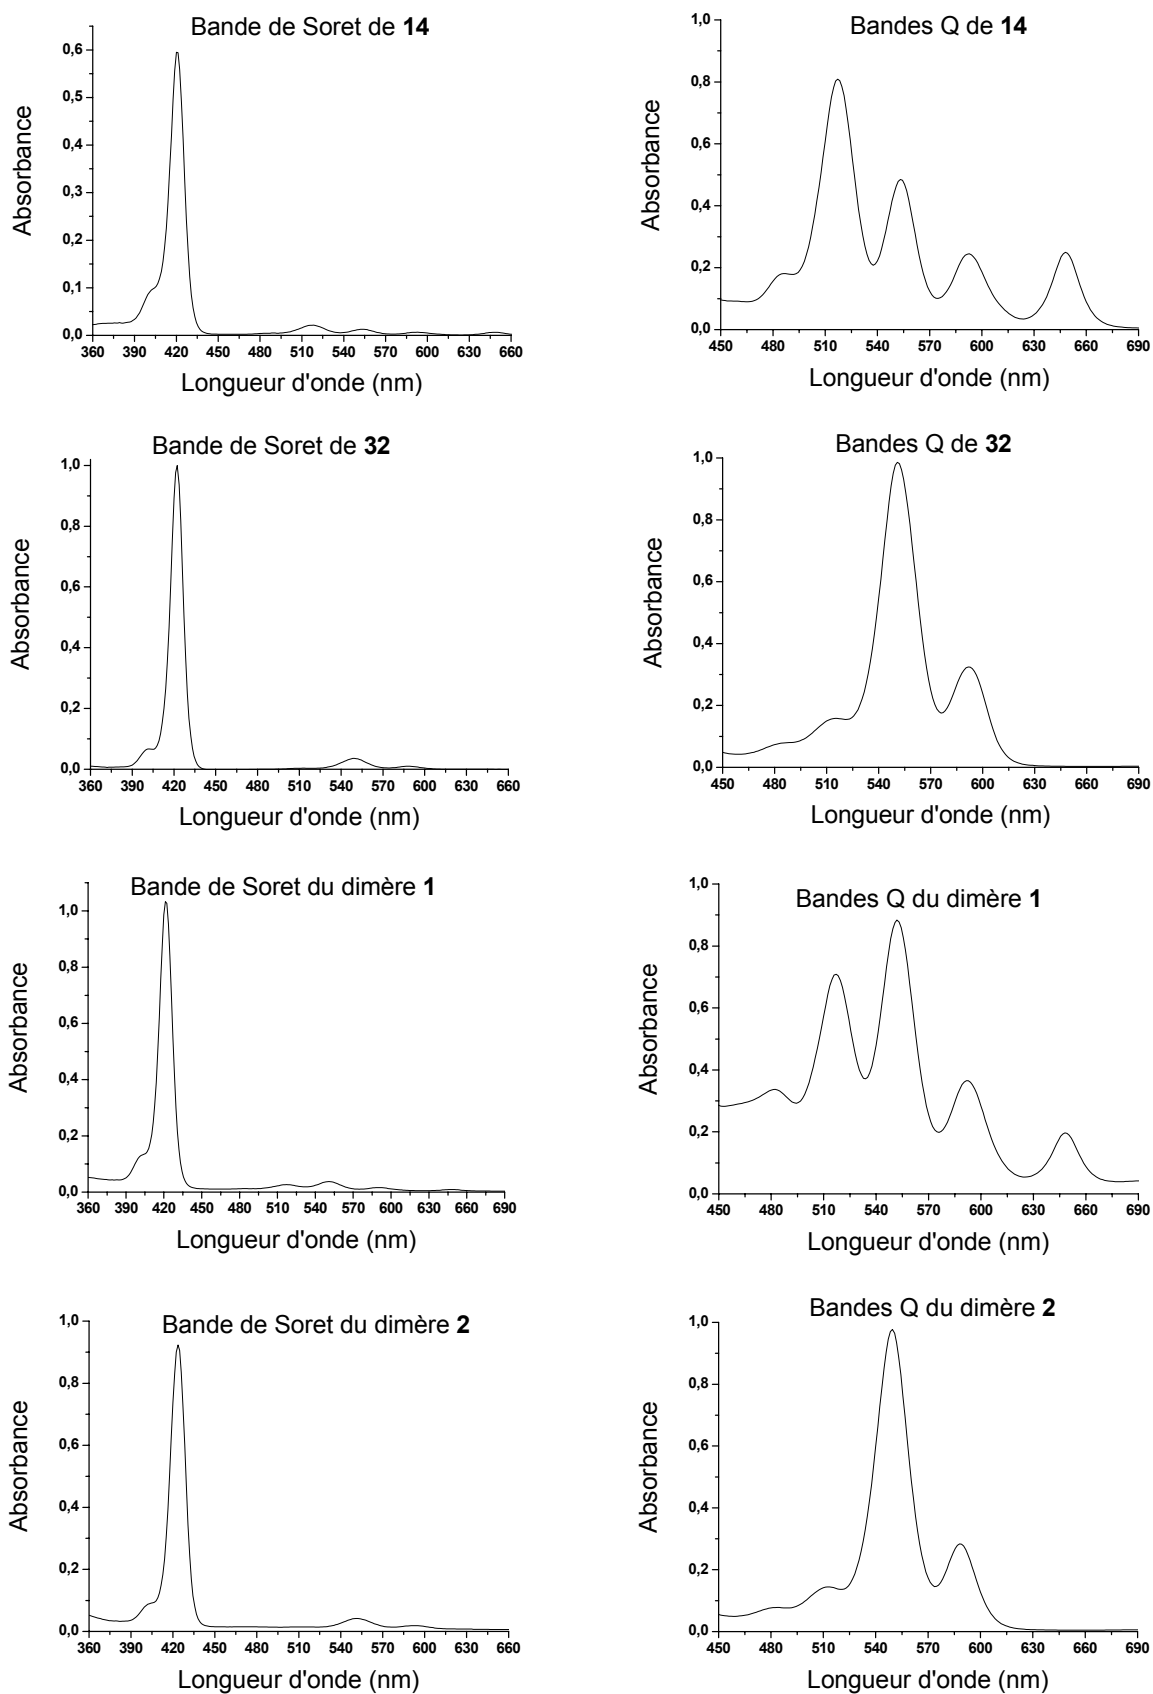 Bande de Soret de 14
0,6
0,5
0,4
0,3
0,2
0,1
0,0
Absorbance
360 390 420 450 480 510 540 570 600 630 660
Longueur d'onde (nm)
Bandes Q de 14
1,0
0,8
0,6
0,4
0,2
0,0
Absorbance
450 480 510 540 570 600 630 660 690
Longueur d'onde (nm)
Bande de Soret de 32
1,0
0,8
0,6
0,4
0,2
0,0
Absorbance
360 390 420 450 480 510 540 570 600 630 660
Longueur d'onde (nm)
Bandes Q de 32
1,0
0,8
0,6
0,4
0,2
0,0
Absorbance
450 480 510 540 570 600 630 660 690
Longueur d'onde (nm)
Bande de Soret du dimère 1
1,0
0,8
0,6
0,4
0,2
0,0
Absorbance
360 390 420 450 480 510 540 570 600 630 660 690
Longueur d'onde (nm)
Bandes Q du dimère 1
1,0
0,8
0,6
0,4
0,2
0,0
Absorbance
450 480 510 540 570 600 630 660 690
Longueur d'onde (nm)
Bande de Soret du dimère 2
1,0
0,8
0,6
0,4
0,2
0,0
Absorbance
360 390 420 450 480 510 540 570 600 630 660
Longueur d'onde (nm)
Bandes Q du dimère 2
1,0
0,8
0,6
0,4
0,2
0,0
Absorbance
450 480 510 540 570 600 630 660 690
Longueur d'onde (nm)